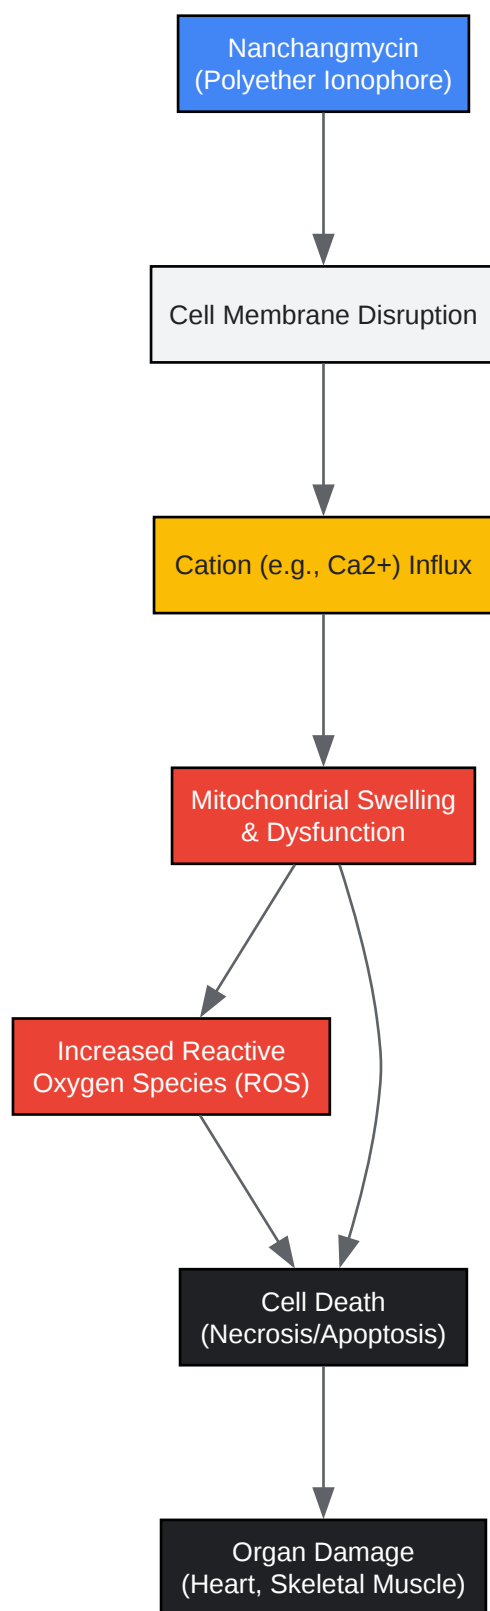 Nanchangmycin
(Polyether Ionophore)
Cell Membrane Disruption
Cation (e.g., Ca2+) Influx
Mitochondrial Swelling
& Dysfunction
Increased Reactive
Oxygen Species (ROS)
Cell Death
(Necrosis/Apoptosis)
Organ Damage
(Heart, Skeletal Muscle)